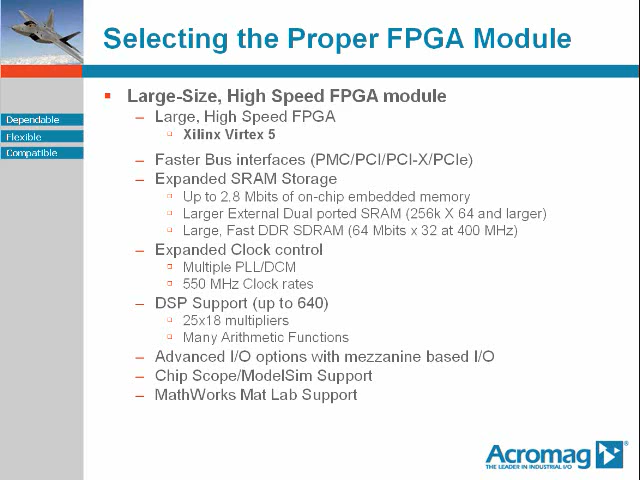 Selecting the Proper FPGA Module
Dependable
Flexible
Compatible
Large-Size, High Speed FPGA module
– Large, High Speed FPGA
Xilinx Virtex 5
– Faster Bus interfaces (PMC/PCI/PCI-X/PCIe)
– Expanded SRAM Storage
Up to 2.8 Mbits of on-chip embedded memory
Larger External Dual ported SRAM (256k X 64 and larger)
Large, Fast DDR SDRAM (64 Mbits x 32 at 400 MHz)
– Expanded Clock control
Multiple PLL/DCM
550 MHz Clock rates
– DSP Support (up to 640)
25x18 multipliers
Many Arithmetic Functions
– Advanced I/O options with mezzanine based I/O
– Chip Scope/ModelSim Support
– MathWorks Mat Lab Support
Acromag
THE LEADER IN INDUSTRIAL I/O